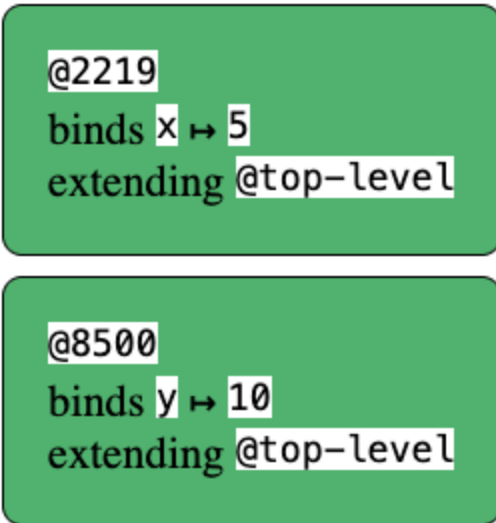 @2219
binds x ↦ 5
extending @top-level
@8500
binds y ↦ 10
extending @top-level